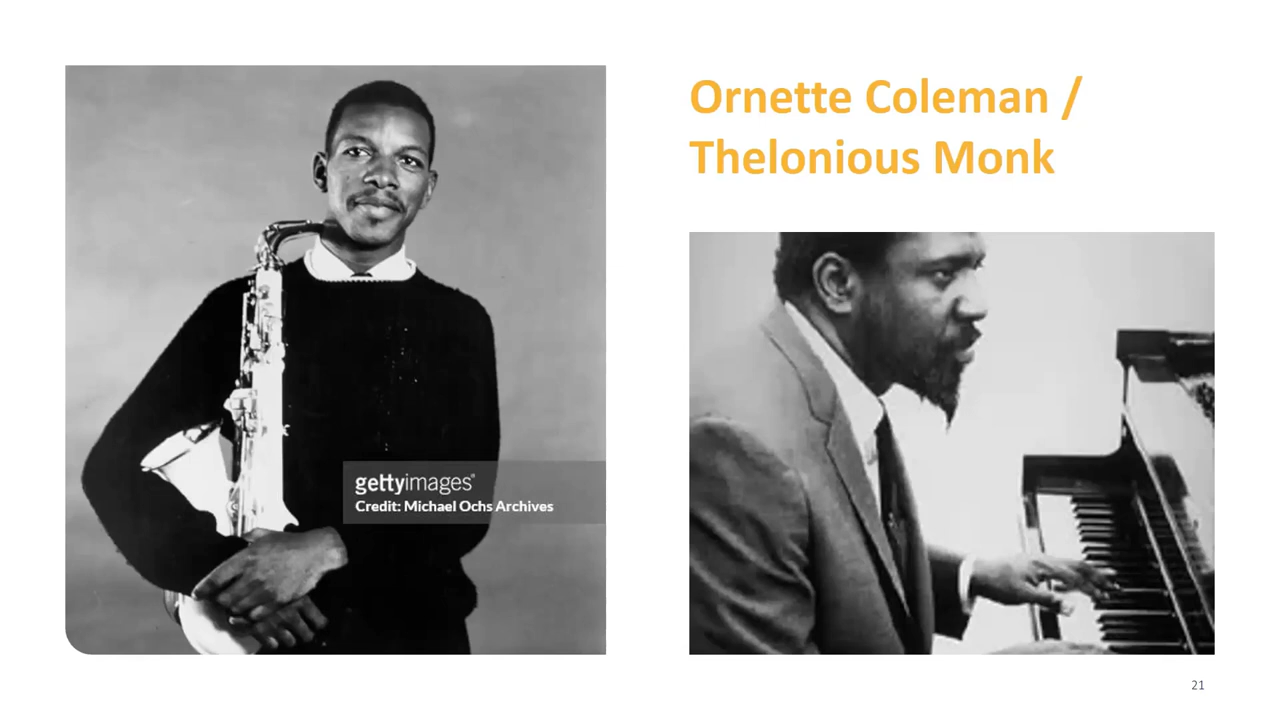 Ornette Coleman /
Thelonious Monk
gettyimages®
Credit: Michael Ochs Archives
21